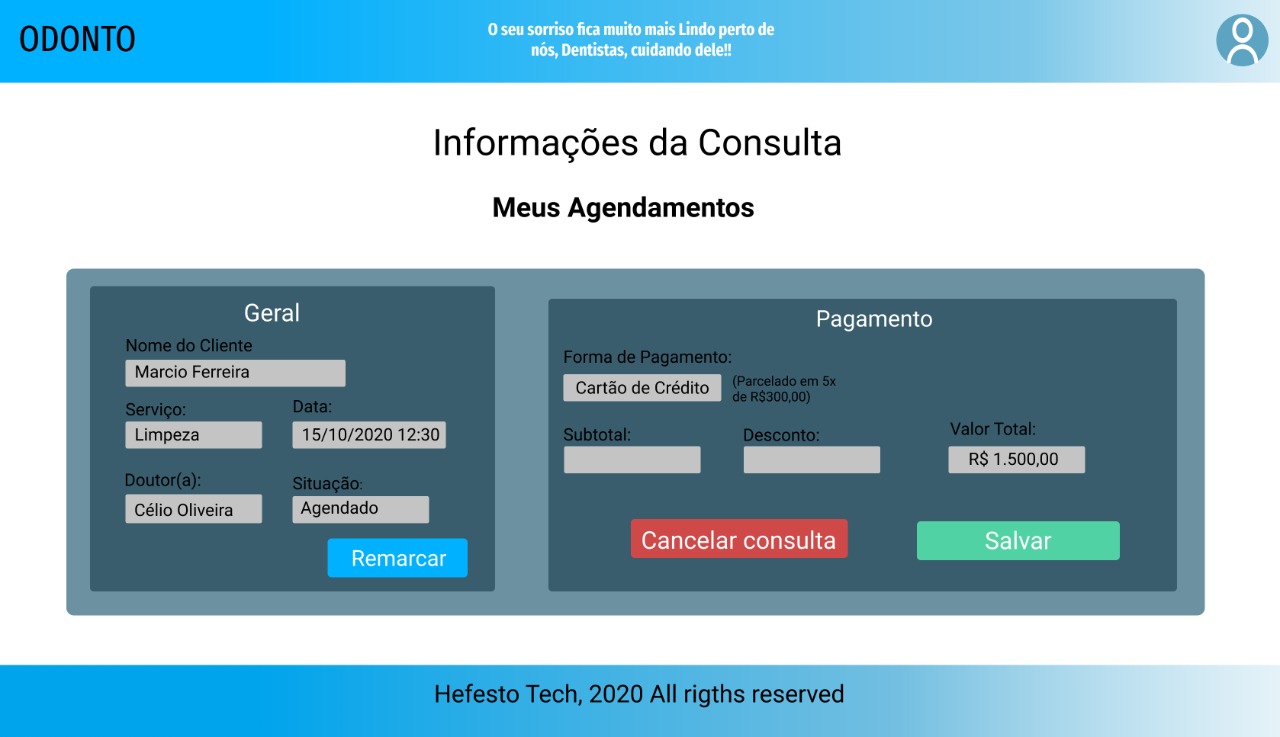 ODONTO
O seu sorriso fica muito mais Lindo perto de
nós, Dentistas, cuidando dele!!
Informações da Consulta
Meus Agendamentos
Geral
Nome do Cliente
Marcio Ferreira
Serviço:
Data:
Limpeza
15/10/2020 12:30
Doutor(a):
Situação:
Célio Oliveira
Agendado
Remarcar
Pagamento
Forma de Pagamento:
Cartão de Crédito
(Parcelado em 5x
de R$300,00)
Subtotal:
Desconto:
Valor Total:
R$ 1.500,00
Cancelar consulta
Salvar
Hefesto Tech, 2020 All rigths reserved